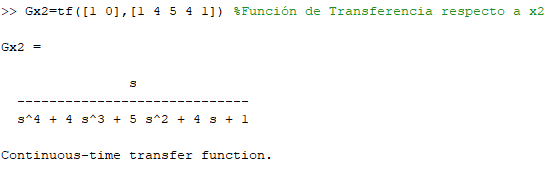 >> Gx2=tf([1 0],[1 4 5 4 1]) %Función de Transferencia respecto a x2
Gx2 =
s
-----------------------------
s^4 + 4 s^3 + 5 s^2 + 4 s + 1
Continuous-time transfer function.